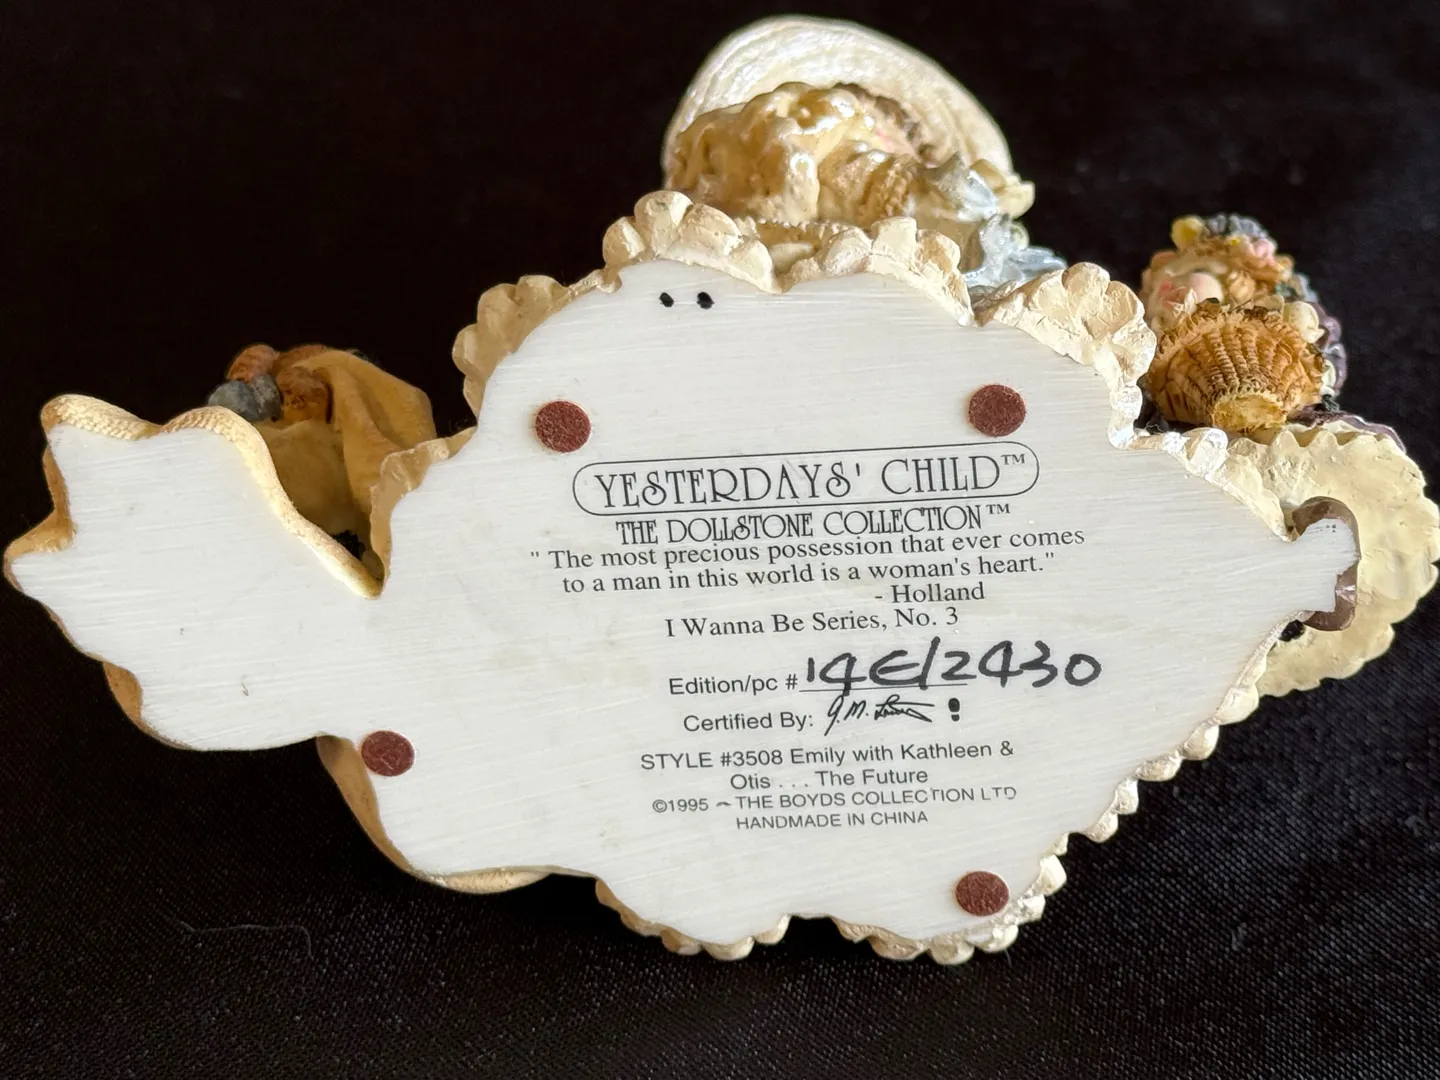 YESTERDAYS' CHILD™
THE DOLLSTONE COLLECTION™
" The most precious possession that ever comes
to a man in this world is a woman's heart."
- Holland
I Wanna Be Series, No. 3
Edition/pc # 14E/2430
Certified By: G.M.
STYLE #3508 Emily with Kathleen &
Otis . . . The Future
©1995 ~ THE BOYDS COLLECTION LTD
HANDMADE IN CHINA